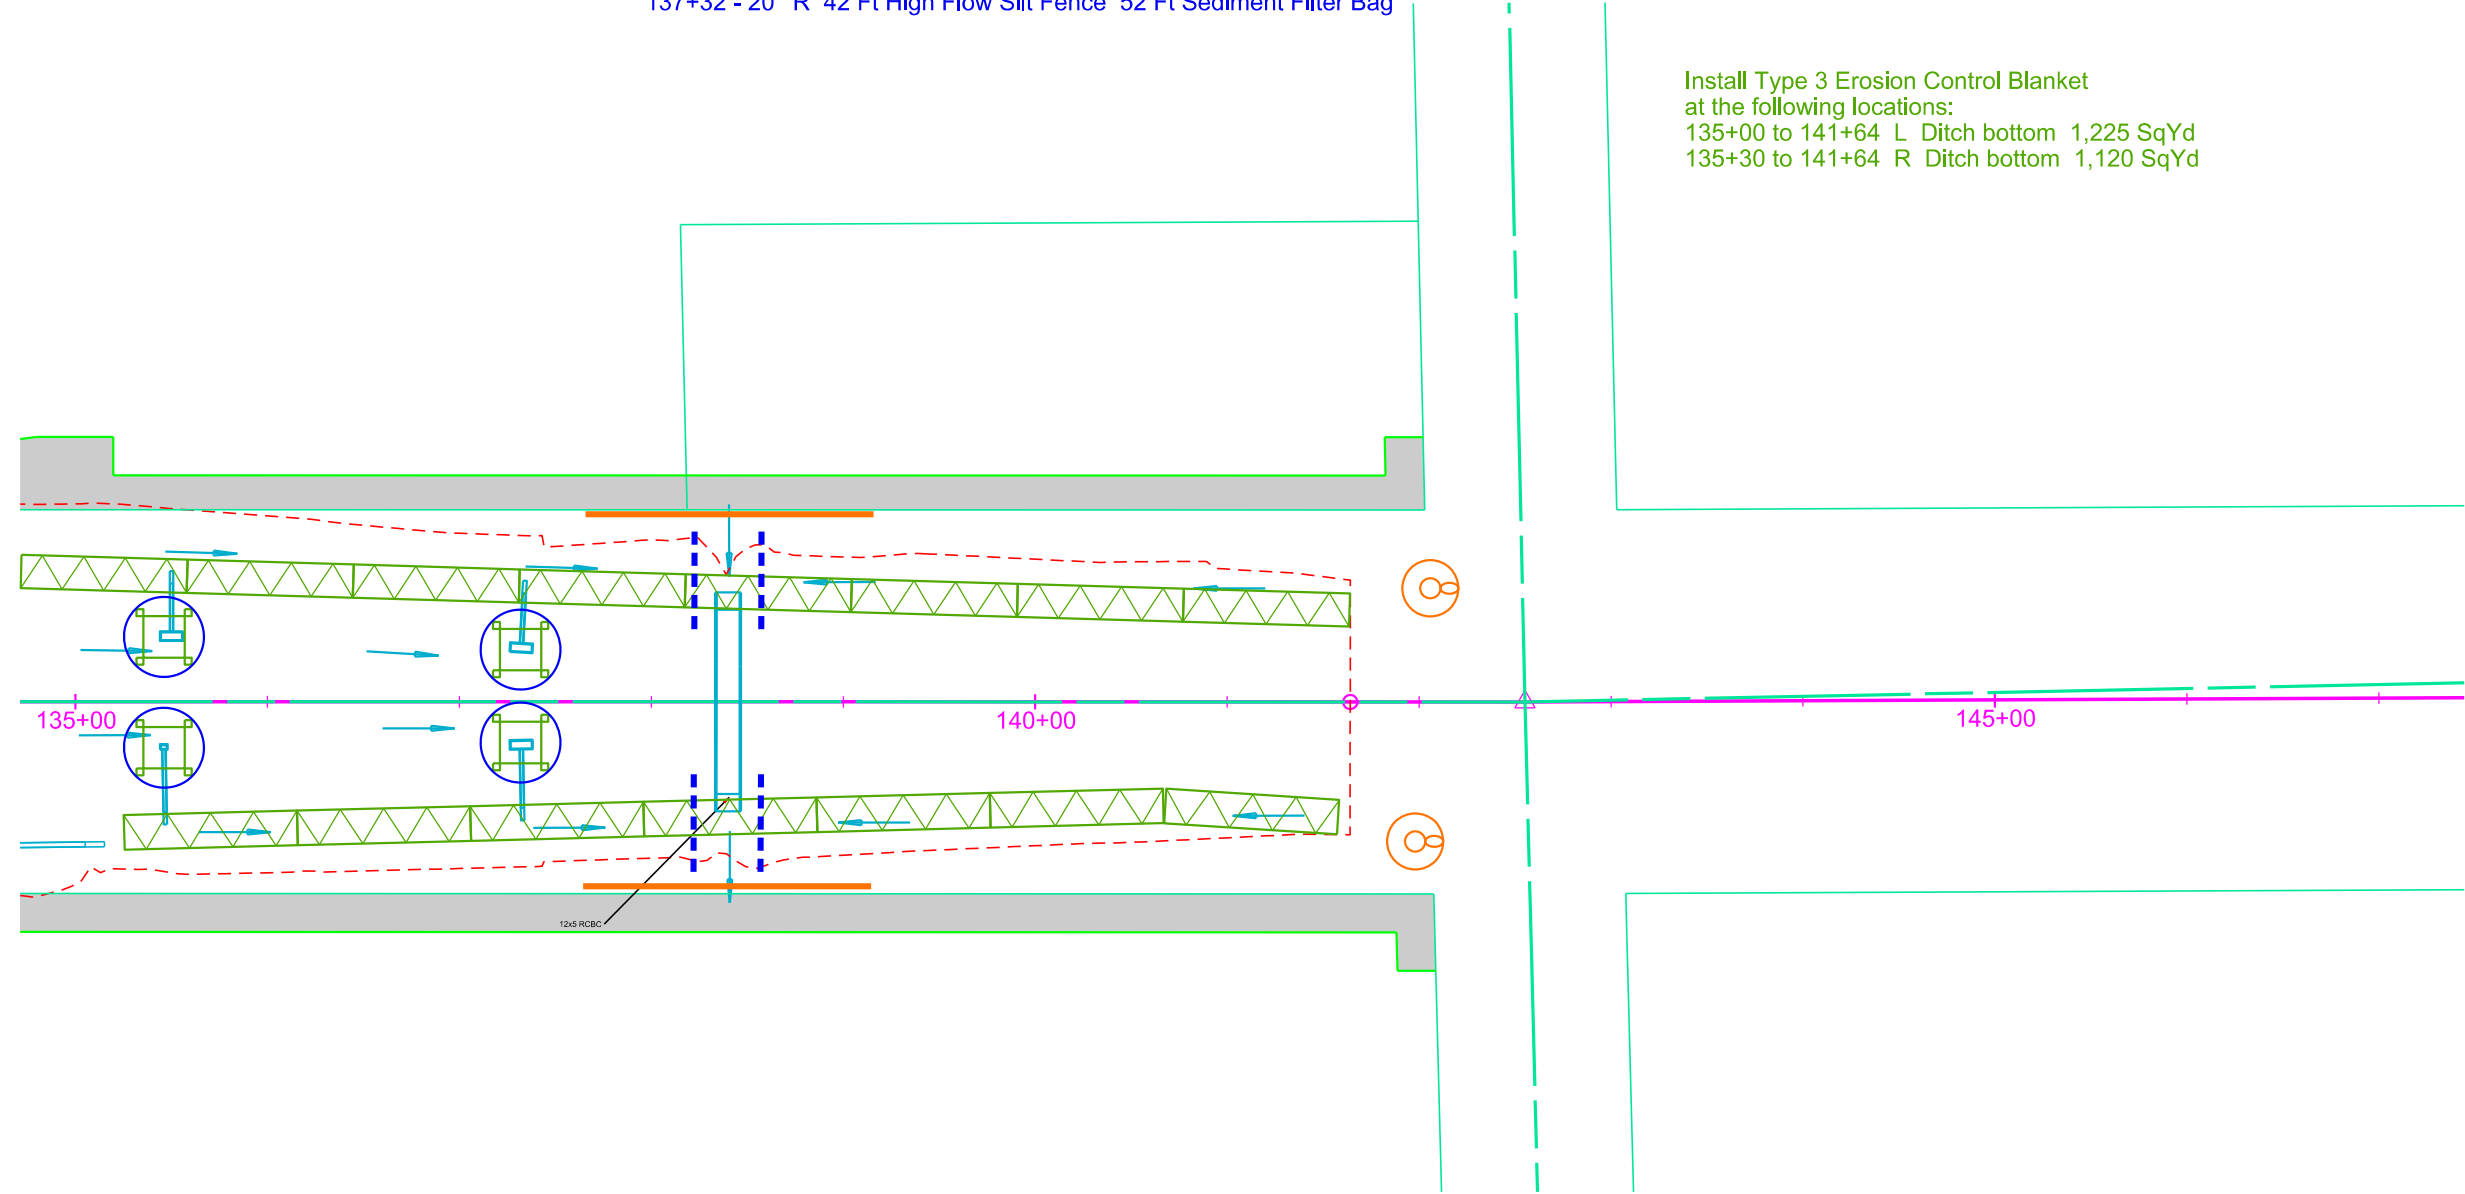 137+32 - 20' R 42 Ft High Flow Silt Fence 52 Ft Sediment Filter Bag
Install Type 3 Erosion Control Blanket
at the following locations:
135+00 to 141+64 L Ditch bottom 1,225 SqYd
135+30 to 141+64 R Ditch bottom 1,120 SqYd
135+00
140+00
145+00
12x5 RCBC